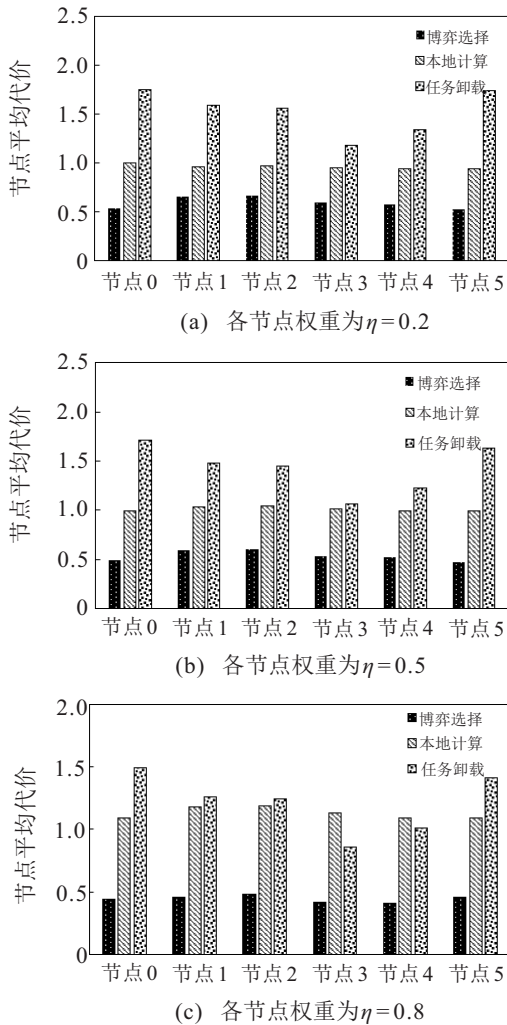 2.5
2.0
1.5
1.0
0.5
0
节点平均代价
博弈选择
本地计算
任务卸载
节点0 节点1 节点2 节点3 节点4 节点5
(a) 各节点权重为η=0.2
2.5
2.0
1.5
1.0
0.5
0
节点平均代价
博弈选择
本地计算
任务卸载
节点0 节点1 节点2 节点3 节点4 节点5
(b) 各节点权重为η=0.5
2.0
1.5
1.0
0.5
0
节点平均代价
博弈选择
本地计算
任务卸载
节点0 节点1 节点2 节点3 节点4 节点5
(c) 各节点权重为η=0.8